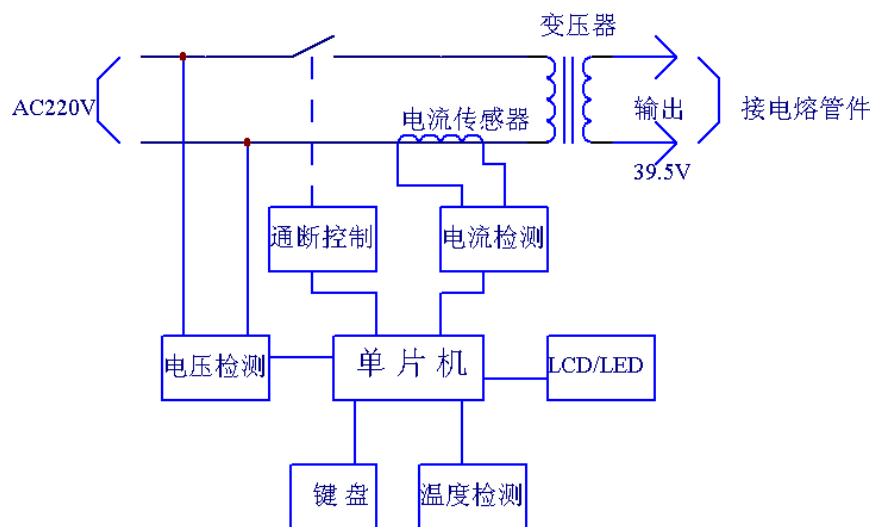 变压器
AC220V
电流传感器
输出
接电熔管件
39.5V
通断控制
电流检测
电压检测
单片机
LCD/LED
键盘
温度检测